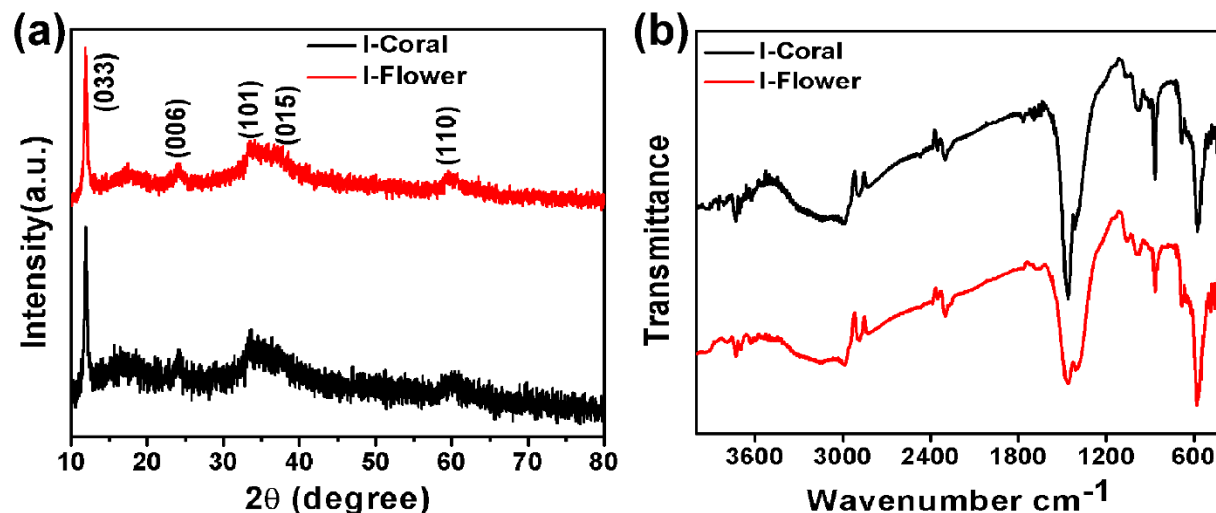 (a)
I-Coral
I-Flower
(033)
(006)
(101)
(015)
(110)
Intensity(a.u.)
10 20 30 40 50 60 70 80
2θ (degree)
(b)
I-Coral
I-Flower
Transmittance
3600 3000 2400 1800 1200 600
Wavenumber cm⁻¹